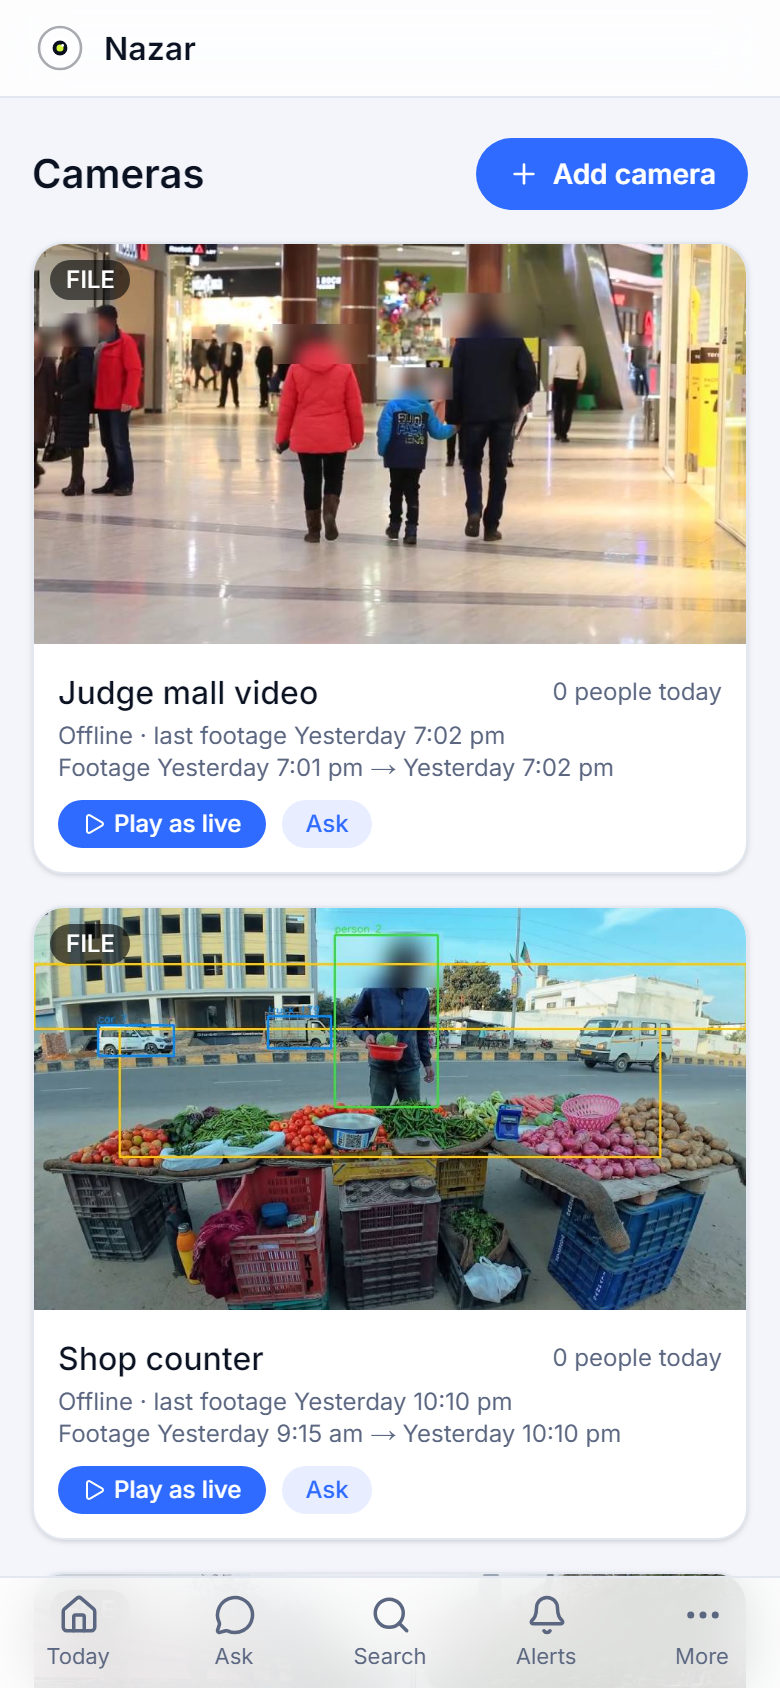 Nazar
Cameras
+ Add camera
FILE
Judge mall video
0 people today
Offline · last footage Yesterday 7:02 pm
Footage Yesterday 7:01 pm → Yesterday 7:02 pm
Play as live
Ask
FILE
person 2
Shop counter
0 people today
Offline · last footage Yesterday 10:10 pm
Footage Yesterday 9:15 am → Yesterday 10:10 pm
Play as live
Ask
Today
Ask
Search
Alerts
More